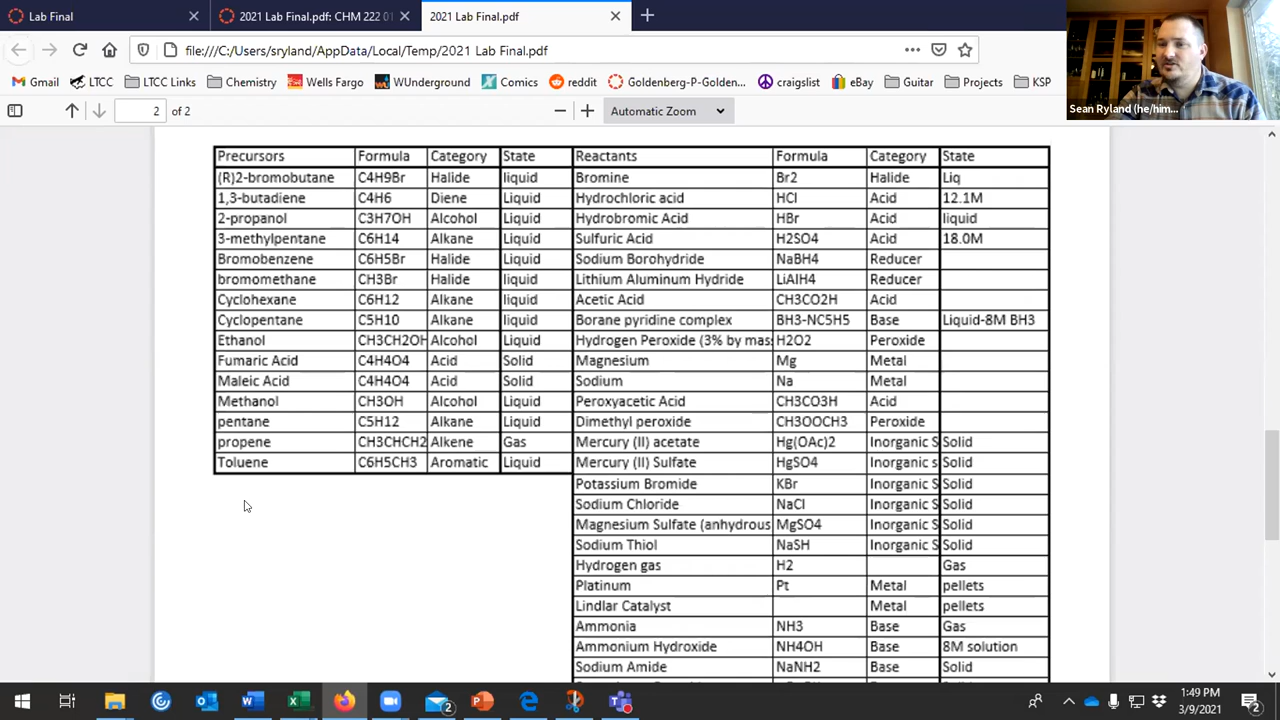 Lab Final
2021 Lab Final.pdf: CHM 222 01
2021 Lab Final.pdf
file:///C:/Users/sryland/AppData/Local/Temp/2021 Lab Final.pdf
Gmail LTCC LTCC Links Chemistry Wells Fargo WUnderground Comics reddit Goldenberg-P-Golden... craigslist eBay Guitar Projects KSP
Sean Ryland (he/him...
2 of 2 Automatic Zoom
Precursors Formula Category State Reactants Formula Category State
(R)2-bromobutane C4H9Br Halide liquid Bromine Br2 Halide Liq
1,3-butadiene C4H6 Diene Liquid Hydrochloric acid HCl Acid 12.1M
2-propanol C3H7OH Alcohol Liquid Hydrobromic Acid HBr Acid liquid
3-methylpentane C6H14 Alkane Liquid Sulfuric Acid H2SO4 Acid 18.0M
Bromobenzene C6H5Br Halide Liquid Sodium Borohydride NaBH4 Reducer
bromomethane CH3Br Halide liquid Lithium Aluminum Hydride LiAlH4 Reducer
Cyclohexane C6H12 Alkane liquid Acetic Acid CH3CO2H Acid
Cyclopentane C5H10 Alkane liquid Borane pyridine complex BH3-NC5H5 Base Liquid-8M BH3
Ethanol CH3CH2OH Alcohol Liquid Hydrogen Peroxide (3% by mass H2O2 Peroxide
Fumaric Acid C4H4O4 Acid Solid Magnesium Mg Metal
Maleic Acid C4H4O4 Acid Solid Sodium Na Metal
Methanol CH3OH Alcohol Liquid Peroxyacetic Acid CH3CO3H Acid
pentane C5H12 Alkane Liquid Dimethyl peroxide CH3OOCH3 Peroxide
propene CH3CHCH2 Alkene Gas Mercury (II) acetate Hg(OAc)2 Inorganic S Solid
Toluene C6H5CH3 Aromatic Liquid Mercury (II) Sulfate HgSO4 Inorganic s Solid
Potassium Bromide KBr Inorganic S Solid
Sodium Chloride NaCl Inorganic S Solid
Magnesium Sulfate (anhydrous MgSO4 Inorganic S Solid
Sodium Thiol NaSH Inorganic S Solid
Hydrogen gas H2 Gas
Platinum Pt Metal pellets
Lindlar Catalyst Metal pellets
Ammonia NH3 Base Gas
Ammonium Hydroxide NH4OH Base 8M solution
Sodium Amide NaNH2 Base Solid
1:49 PM
3/9/2021